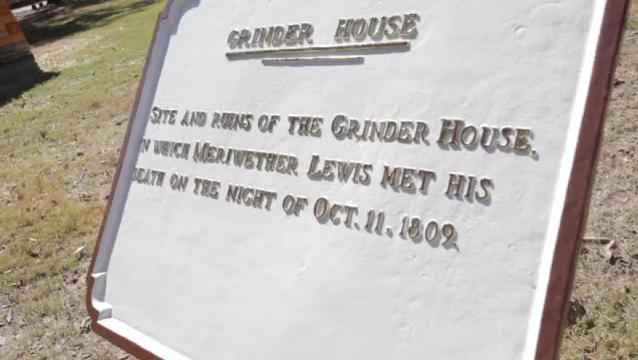 GRINDER HOUSE
SITE AND RUINS OF THE GRINDER HOUSE,
IN WHICH MERIWETHER LEWIS MET HIS
DEATH ON THE NIGHT OF OCT. 11, 1809.